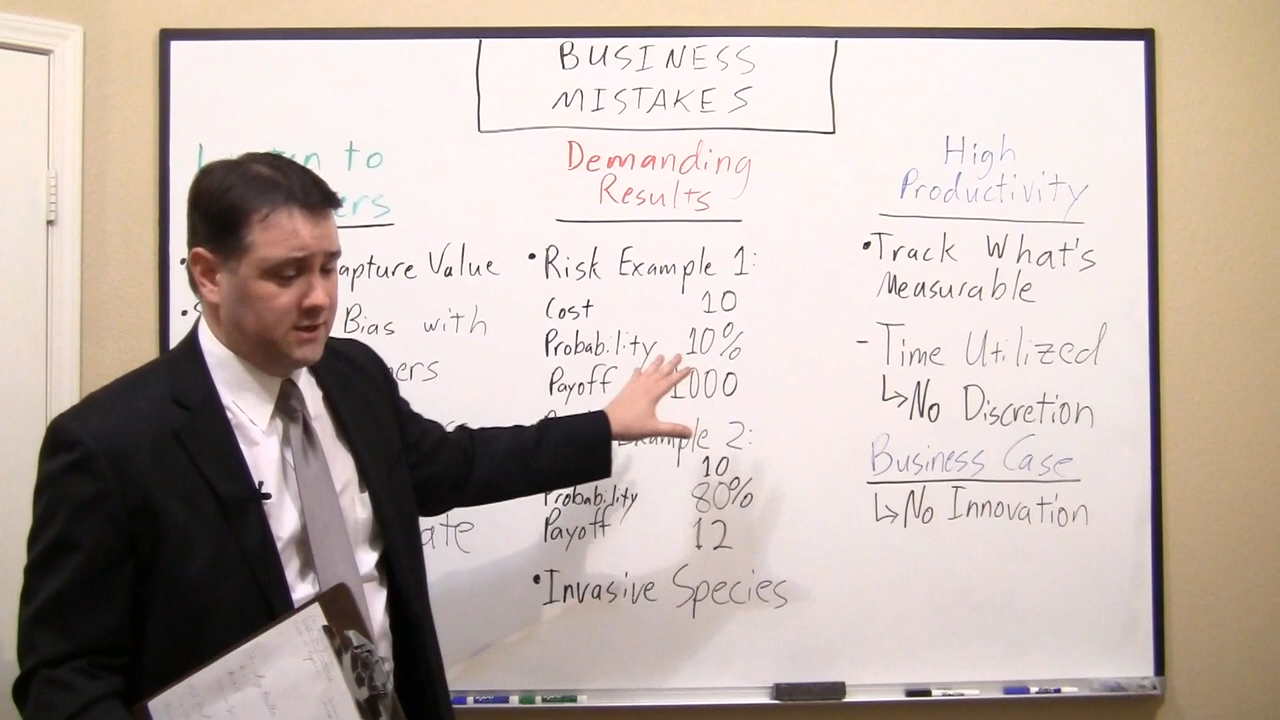 BUSINESS
MISTAKES
to
apture Value
Bias with
ate
Demanding
Results
•Risk Example 1:
Cost 10
Probability 10%
Payoff 1000
Example 2:
10
Probability 80%
Payoff 12
•Invasive Species
High
Productivity
•Track What's
Measurable
- Time Utilized
↳No Discretion
Business Case
↳No Innovation